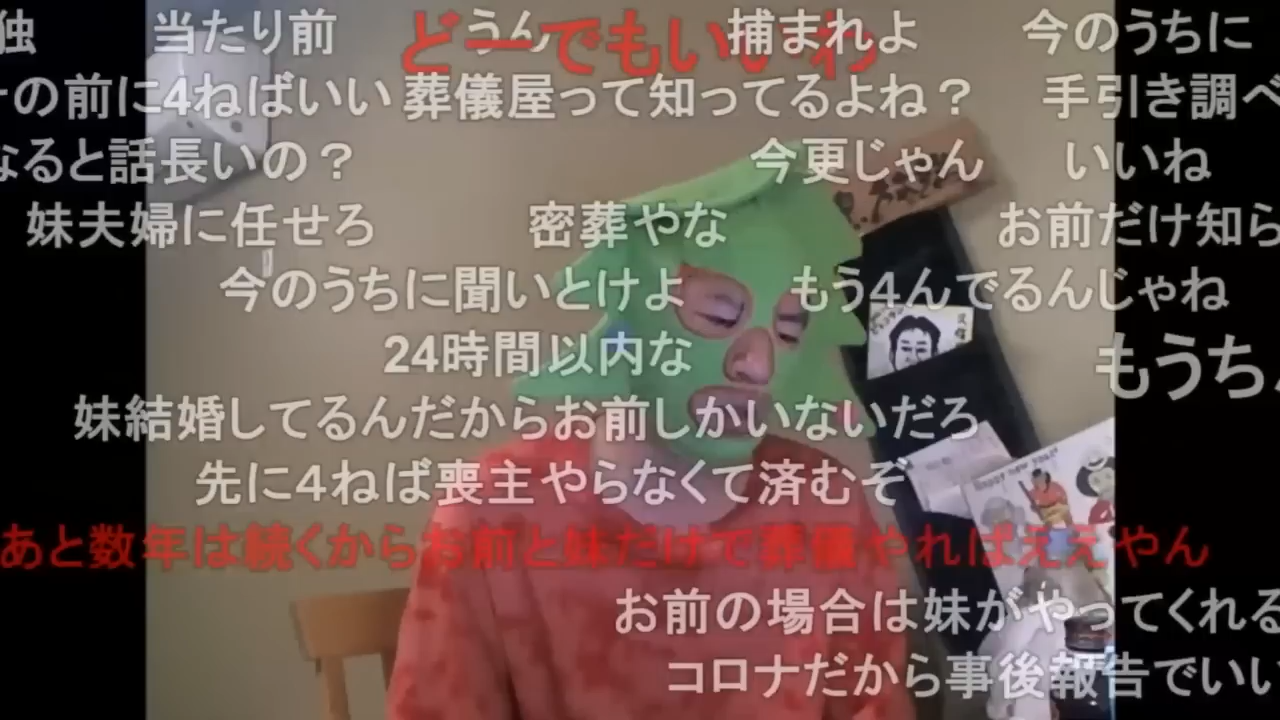 独 当たり前 うん 捕まれよ 今のうちに
どーでもいいわ
の前に4ねばいい 葬儀屋って知ってるよね？ 手引き調べ
なると話長いの？ 今更じゃん いいね
妹夫婦に任せろ 密葬やな お前だけ知ら
今のうちに聞いとけよ もう4んでるんじゃね
24時間以内な もうち
妹結婚してるんだからお前しかいないだろ
先に4ねば喪主やらなくて済むぞ
あと数年は続くからお前と妹だけで葬儀やればええやん
お前の場合は妹がやってくれる
コロナだから事後報告でいい